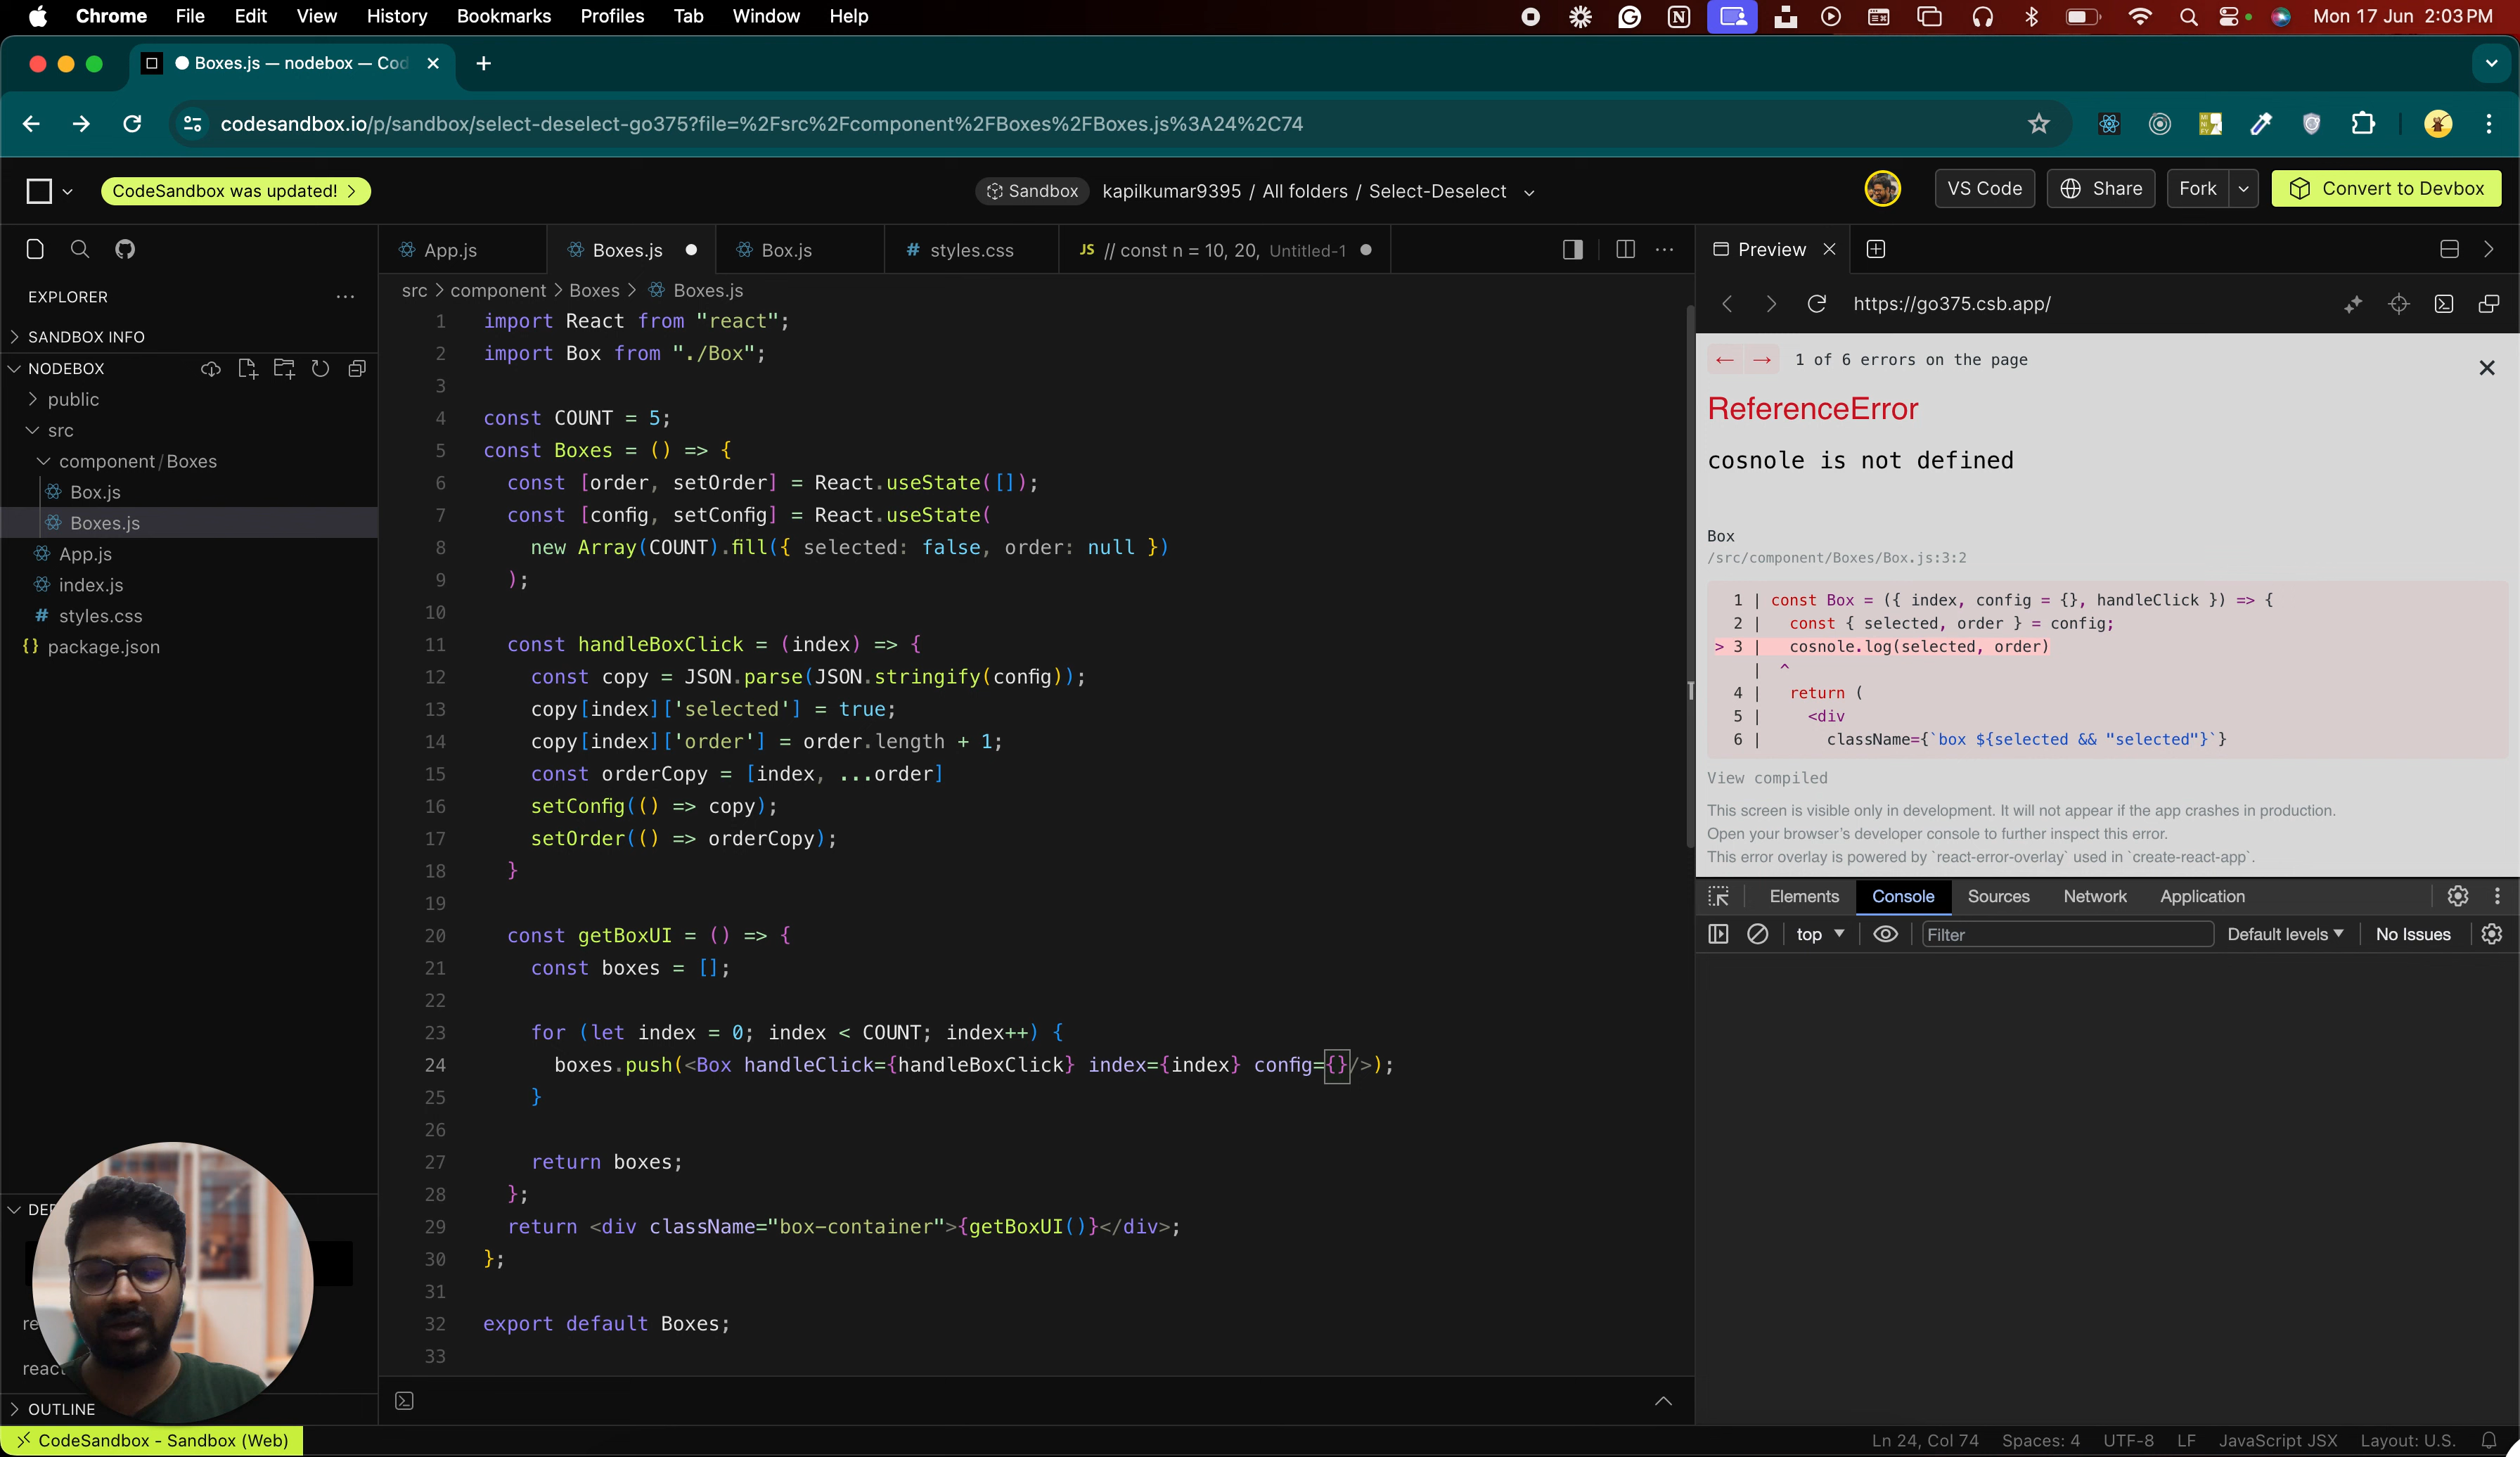 Chrome File Edit View History Bookmarks Profiles Tab Window Help Mon 17 Jun 2:03 PM
Boxes.js — nodebox — Cod
codesandbox.io/p/sandbox/select-deselect-go375?file=%2Fsrc%2Fcomponent%2FBoxes%2FBoxes.js%3A24%2C74
CodeSandbox was updated! Sandbox kapilkumar9395 / All folders / Select-Deselect VS Code Share Fork Convert to Devbox
EXPLORER
SANDBOX INFO
NODEBOX
public
src
component/Boxes
Box.js
Boxes.js
App.js
index.js
styles.css
package.json
DE
re
react
OUTLINE
App.js Boxes.js Box.js # styles.css JS // const n = 10, 20, Untitled-1
src > component > Boxes > Boxes.js
1 import React from "react";
2 import Box from "./Box";
3
4 const COUNT = 5;
5 const Boxes = () => {
6 const [order, setOrder] = React.useState([]);
7 const [config, setConfig] = React.useState(
8 new Array(COUNT).fill({ selected: false, order: null })
9 );
10
11 const handleBoxClick = (index) => {
12 const copy = JSON.parse(JSON.stringify(config));
13 copy[index]['selected'] = true;
14 copy[index]['order'] = order.length + 1;
15 const orderCopy = [index, ...order]
16 setConfig(() => copy);
17 setOrder(() => orderCopy);
18 }
19
20 const getBoxUI = () => {
21 const boxes = [];
22
23 for (let index = 0; index < COUNT; index++) {
24 boxes.push(<Box handleClick={handleBoxClick} index={index} config={}/>);
25 }
26
27 return boxes;
28 };
29 return <div className="box-container">{getBoxUI()}</div>;
30 };
31
32 export default Boxes;
33
Preview
https://go375.csb.app/
← → 1 of 6 errors on the page
ReferenceError
cosnole is not defined
Box
/src/component/Boxes/Box.js:3:2
1 | const Box = ({ index, config = {}, handleClick }) => {
2 | const { selected, order } = config;
> 3 | cosnole.log(selected, order)
| ^
4 | return (
5 | <div
6 | className={`box ${selected && "selected"}`}
View compiled
This screen is visible only in development. It will not appear if the app crashes in production.
Open your browser’s developer console to further inspect this error.
This error overlay is powered by `react-error-overlay` used in `create-react-app`.
Elements Console Sources Network Application
top Filter Default levels No Issues
CodeSandbox - Sandbox (Web) Ln 24, Col 74 Spaces: 4 UTF-8 LF JavaScript JSX Layout: U.S.